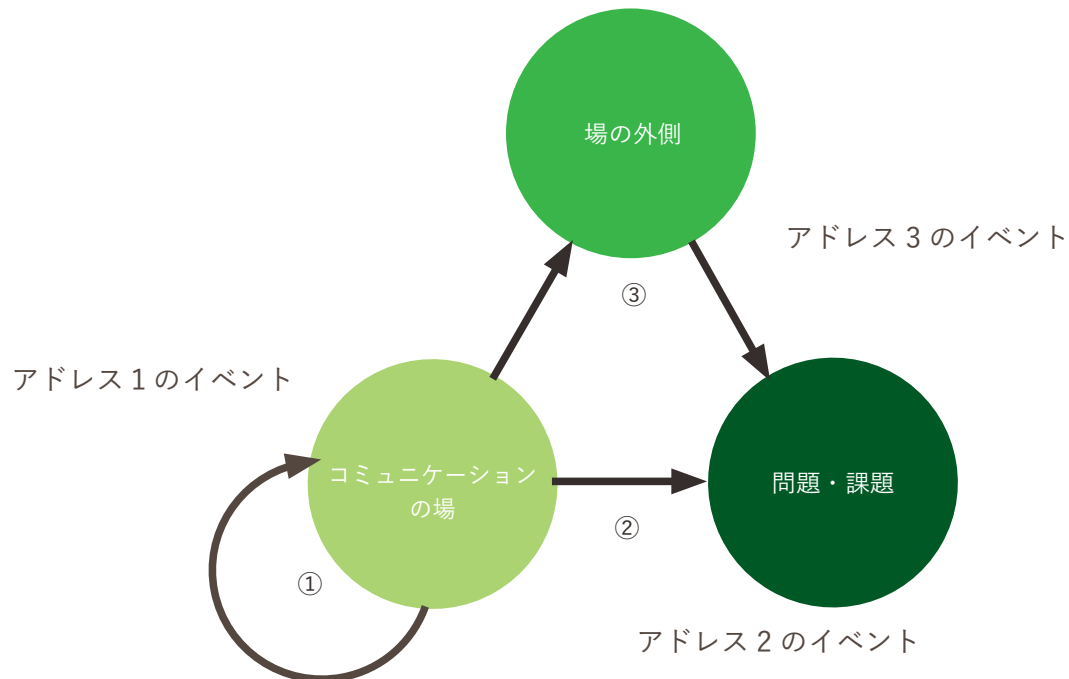 場の外側
アドレス 3 のイベント
③
アドレス 1 のイベント
コミュニケーション
の場
問題・課題
②
①
アドレス 2 のイベント